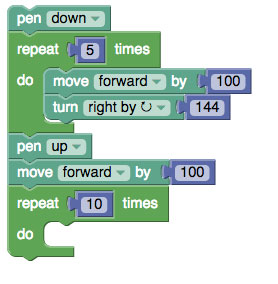 pen down
repeat 5 times
do move forward by 100
turn right by ↻ 144
pen up
move forward by 100
repeat 10 times
do